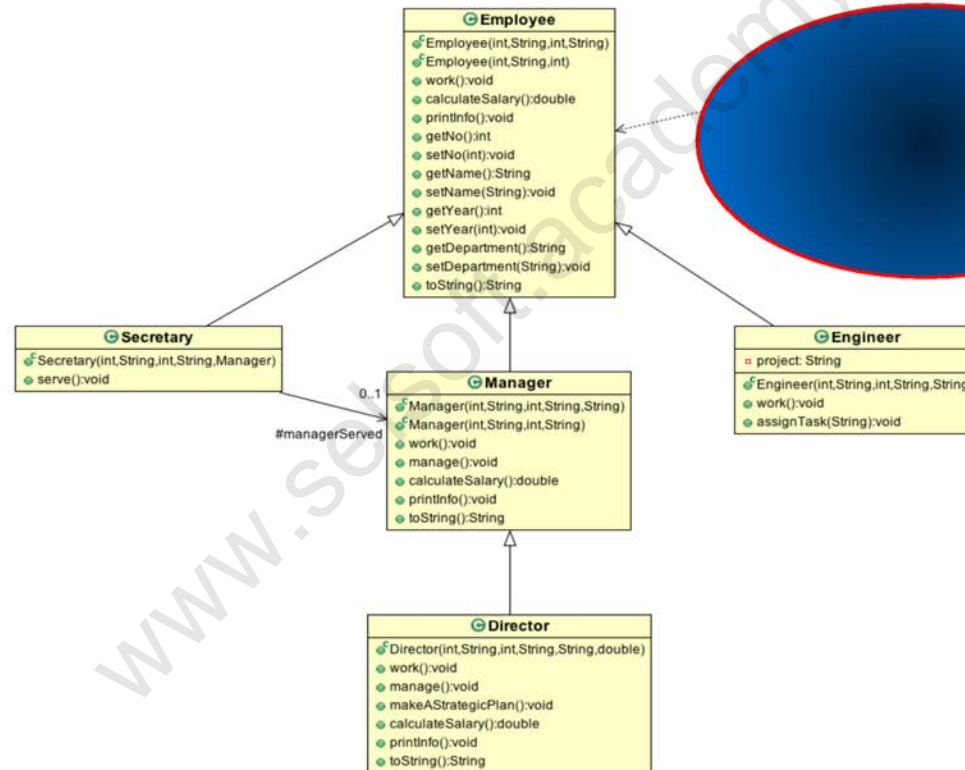 Employee
Employee(int,String,int,String)
Employee(int,String,int)
work():void
calculateSalary():double
printInfo():void
getNo():int
setNo(int):void
getName():String
setName(String):void
getYear():int
setYear(int):void
getDepartment():String
setDepartment(String):void
toString():String
Secretary
Secretary(int,String,int,String,Manager)
serve():void
0..1
#managerServed
Manager
Manager(int,String,int,String,String)
Manager(int,String,int,String)
work():void
manage():void
calculateSalary():double
printInfo():void
toString():String
Engineer
project: String
Engineer(int,String,int,String,String
work():void
assignTask(String):void
Director
Director(int,String,int,String,String,double)
work():void
manage():void
makeAStrategicPlan():void
calculateSalary():double
printInfo():void
toString():String
www.selsoft.academy